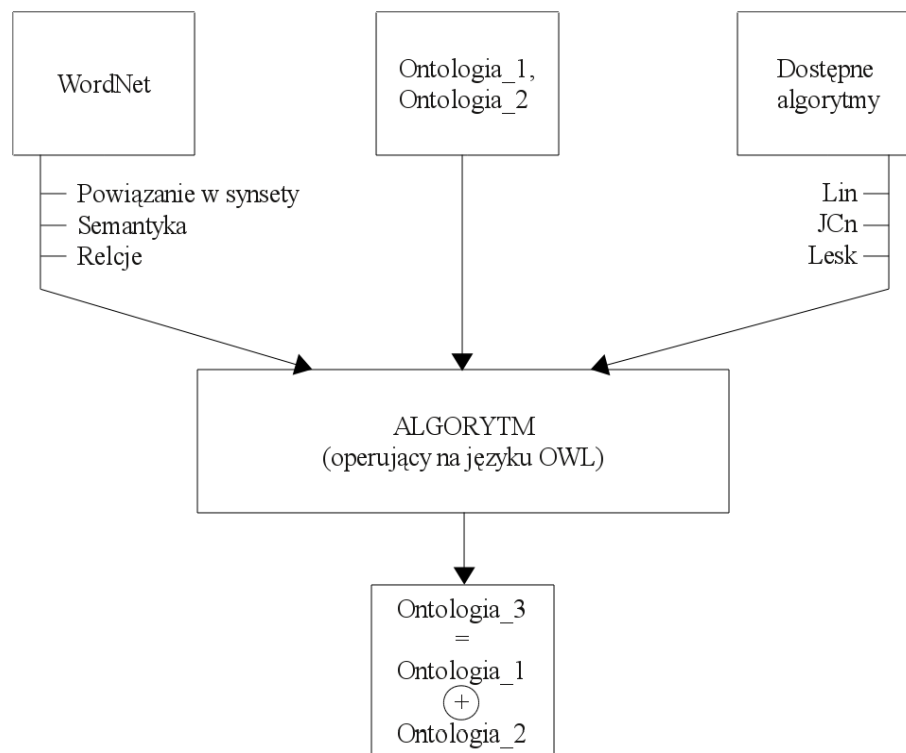 WordNet
Ontologia_1,
Ontologia_2
Dostępne
algorytmy
Powiązanie w synsety
Semantyka
Relcje
Lin
JCn
Lesk
ALGORYTM
(operujący na języku OWL)
Ontologia_3
=
Ontologia_1
+
Ontologia_2